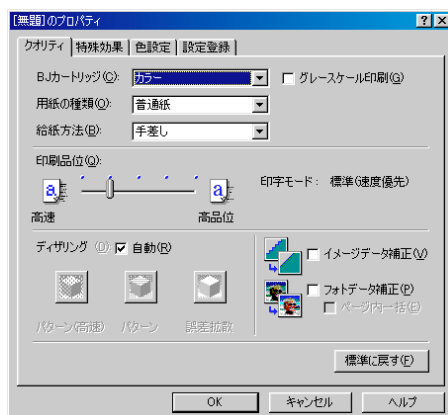 [無題]のプロパティ
クオリティ 特殊効果 色設定 設定登録
BJカートリッジ(C): カラー グレースケール印刷(G)
用紙の種類(O): 普通紙
給紙方法(B): 手差し
印刷品位(Q):
a a 印字モード： 標準(速度優先)
高速 高品位
ディザリング (D): 自動(R)
イメージデータ補正(V)
フォトデータ補正(P)
ページ内一括(E)
パターン(高速) パターン 誤差拡散
標準に戻す(F)
OK キャンセル ヘルプ